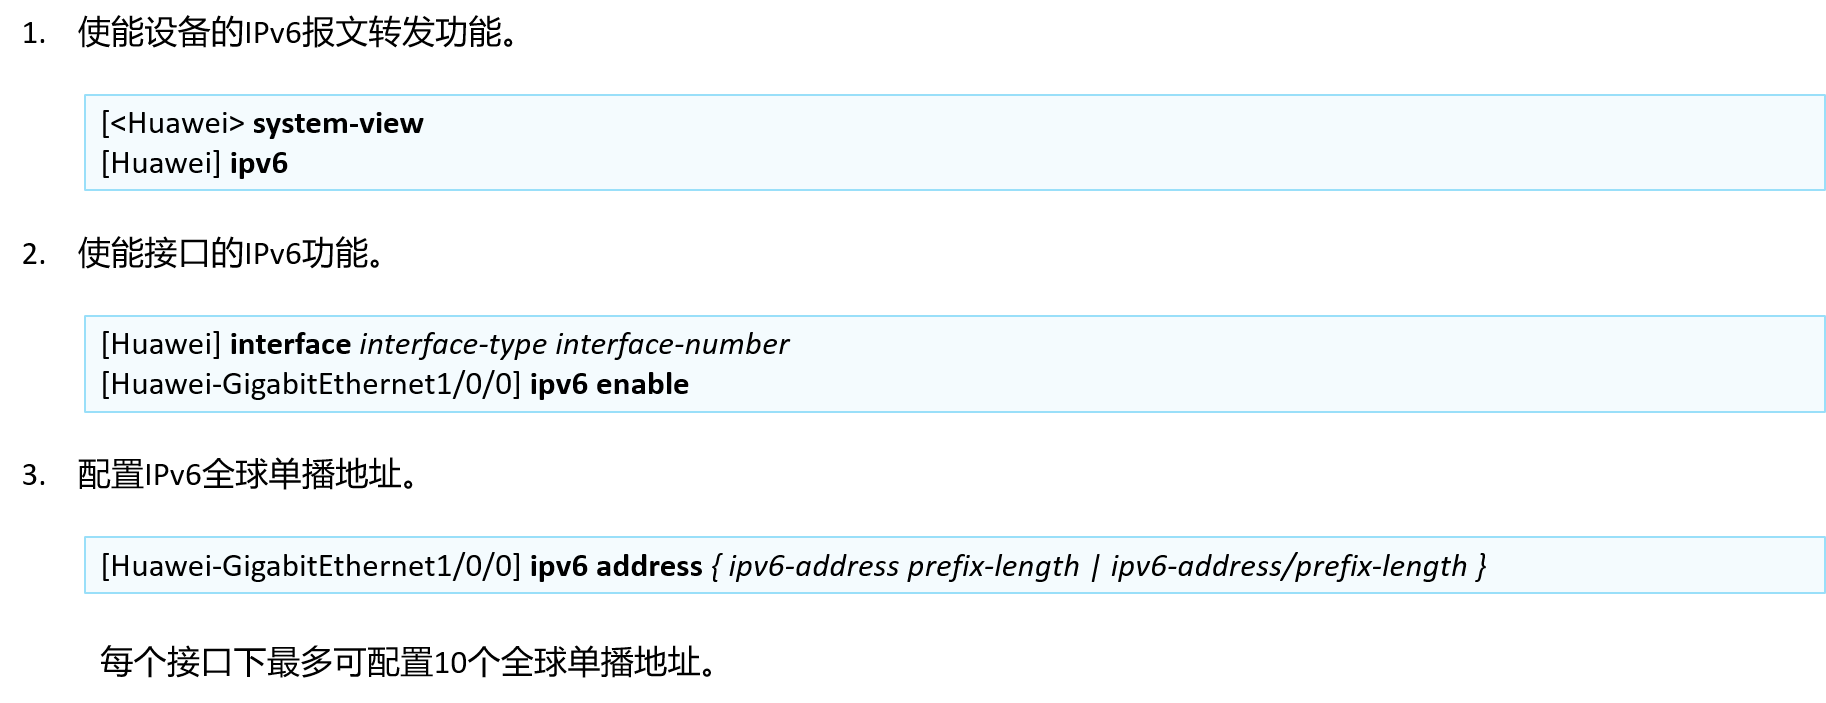 1. 使能设备的IPv6报文转发功能。
[<Huawei> system-view
[Huawei] ipv6
2. 使能接口的IPv6功能。
[Huawei] interface interface-type interface-number
[Huawei-GigabitEthernet1/0/0] ipv6 enable
3. 配置IPv6全球单播地址。
[Huawei-GigabitEthernet1/0/0] ipv6 address { ipv6-address prefix-length | ipv6-address/prefix-length }
每个接口下最多可配置10个全球单播地址。